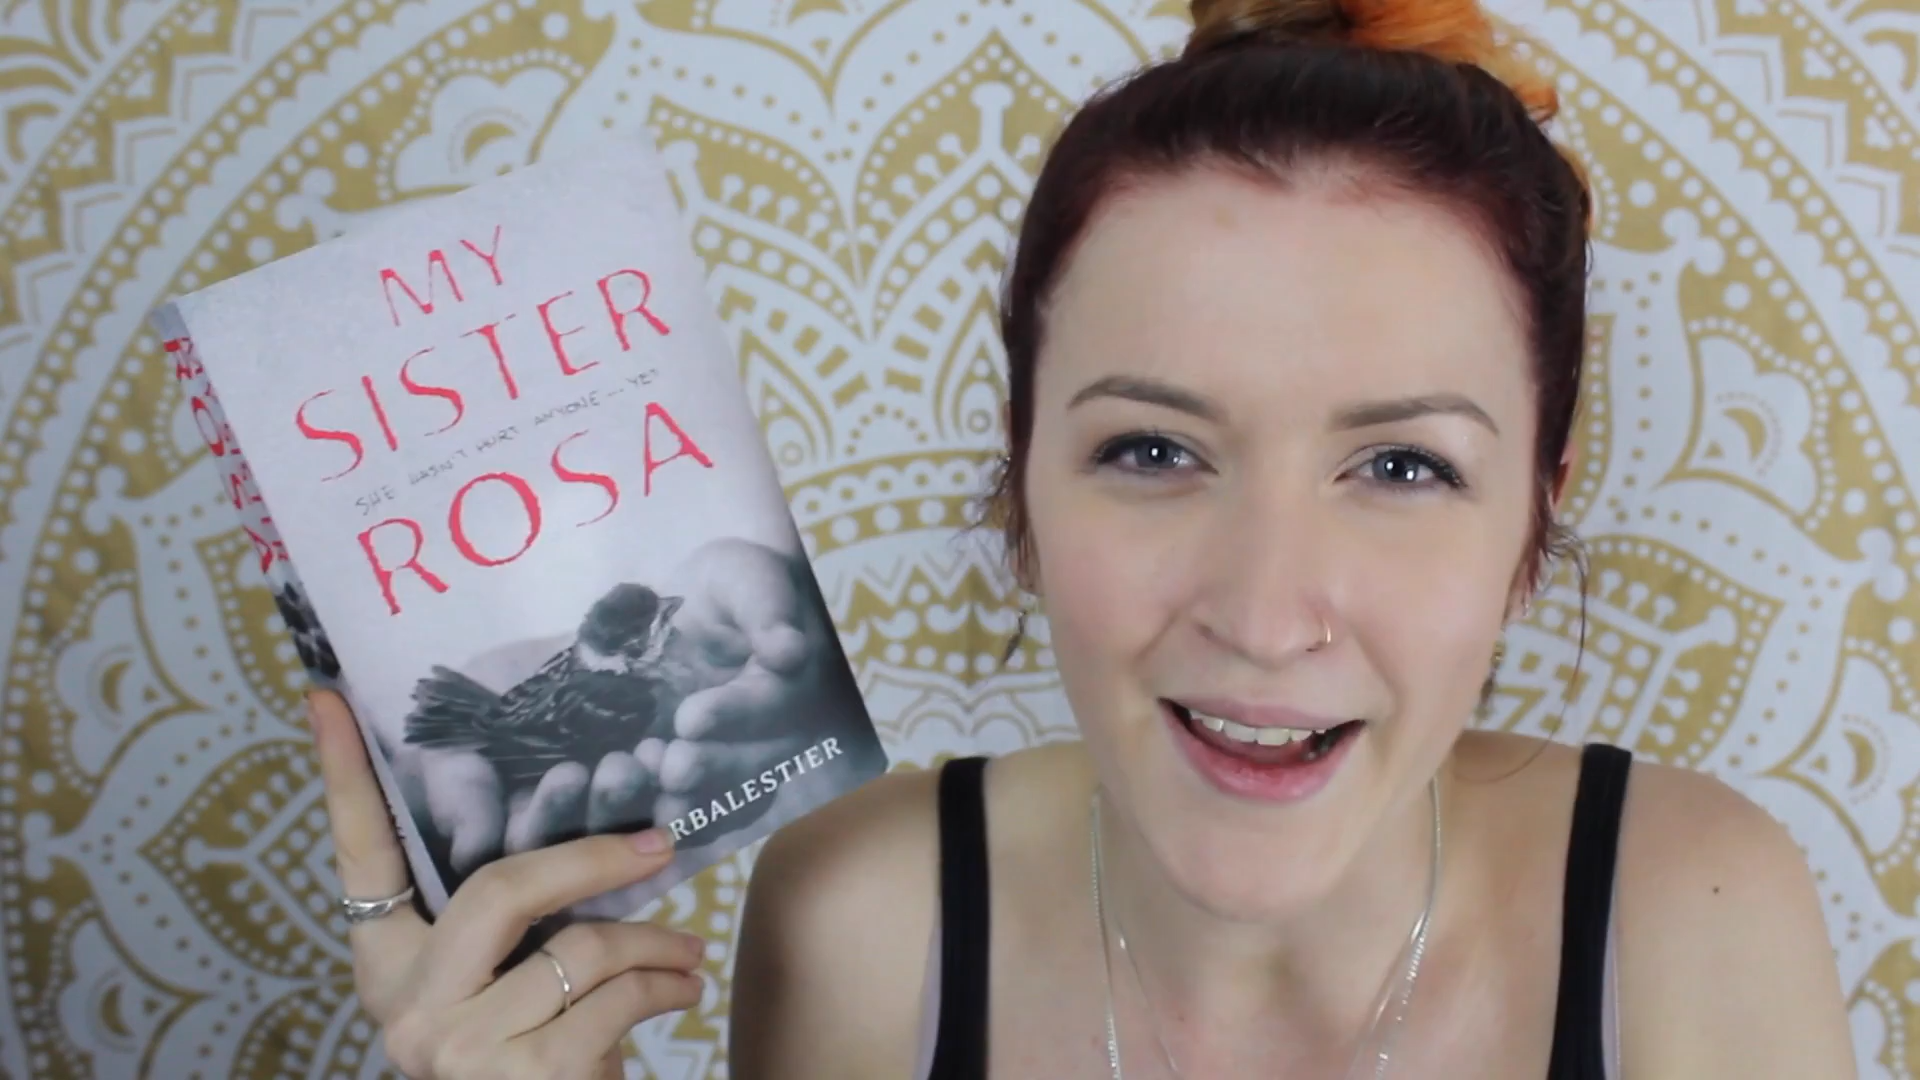 MY
SISTER
SHE HASN'T HURT ANYONE — YET
ROSA
RBALESTIER